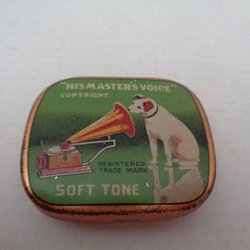 "HIS MASTER'S VOICE"
COPYRIGHT
REGISTERED
TRADE MARK
SOFT TONE